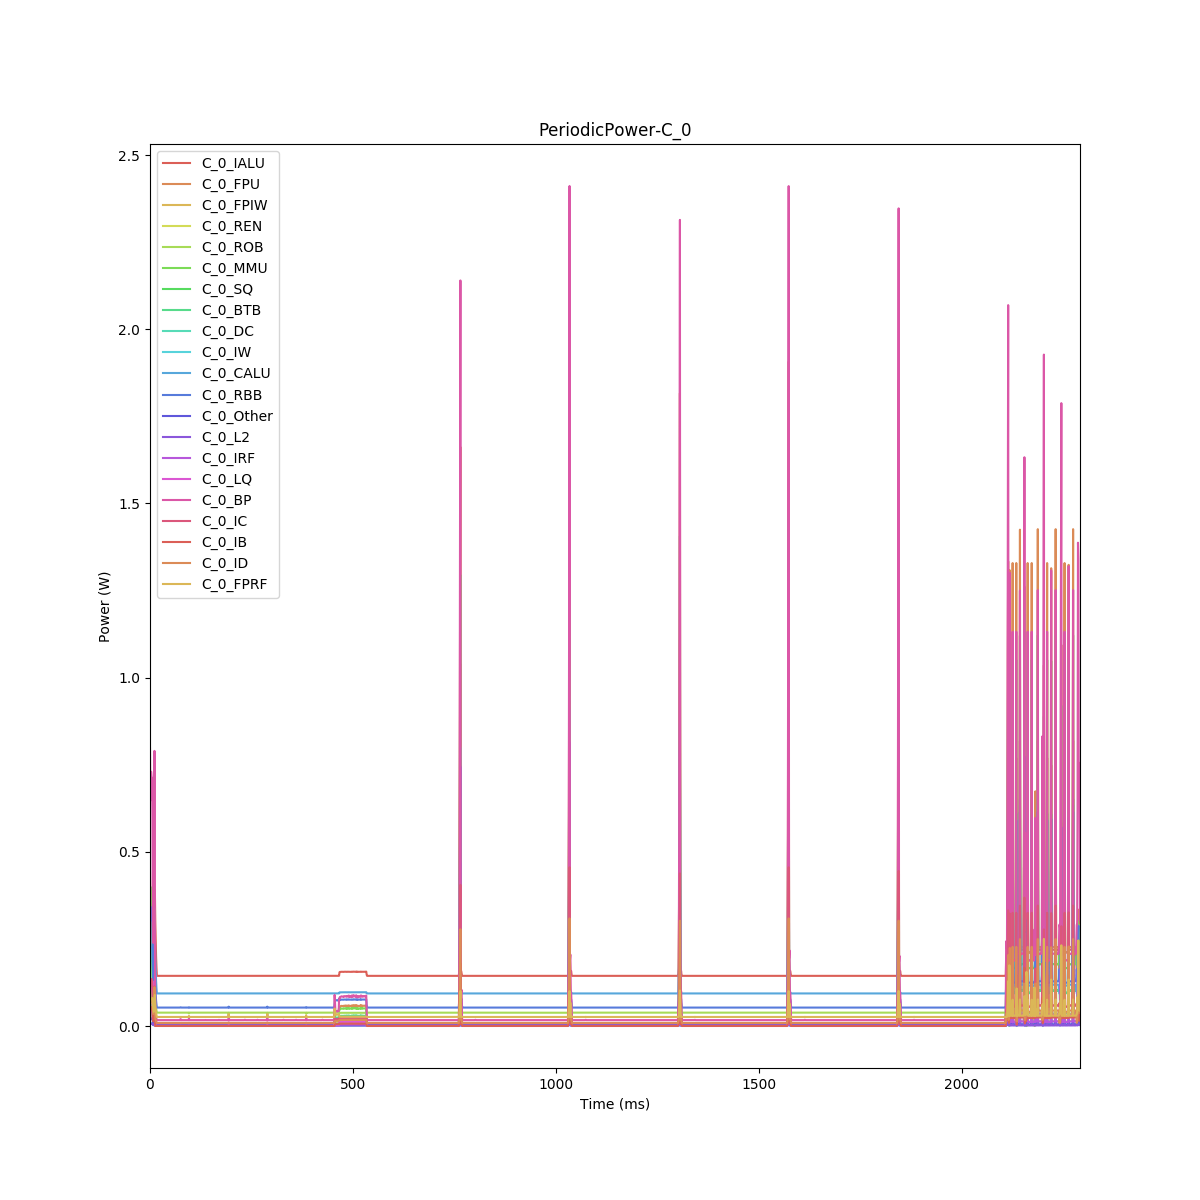 PeriodicPower-C_0
Power (W)
2.5
2.0
1.5
1.0
0.5
0.0
C_0_IALU
C_0_FPU
C_0_FPIW
C_0_REN
C_0_ROB
C_0_MMU
C_0_SQ
C_0_BTB
C_0_DC
C_0_IW
C_0_CALU
C_0_RBB
C_0_Other
C_0_L2
C_0_IRF
C_0_LQ
C_0_BP
C_0_IC
C_0_IB
C_0_ID
C_0_FPRF
0 500 1000 1500 2000
Time (ms)